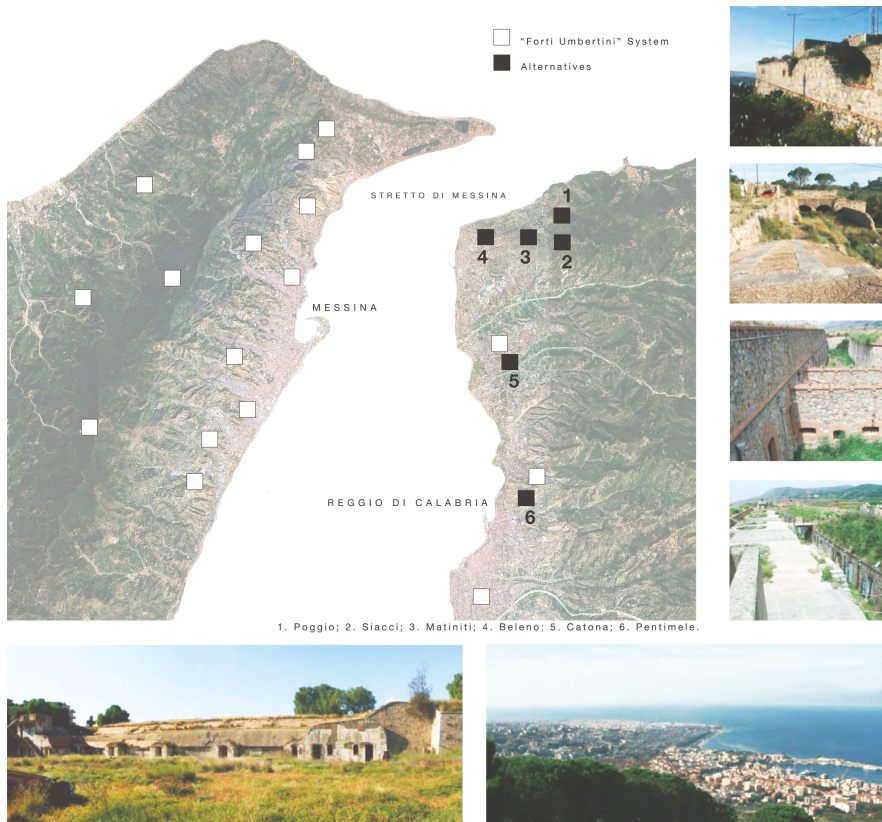 "Forti Umbertini" System
Alternatives
STRETTO DI MESSINA
1
4
3
2
MESSINA
5
REGGIO DI CALABRIA
6
1. Poggio; 2. Siacci; 3. Matiniti; 4. Beleno; 5. Catona; 6. Pentimele.